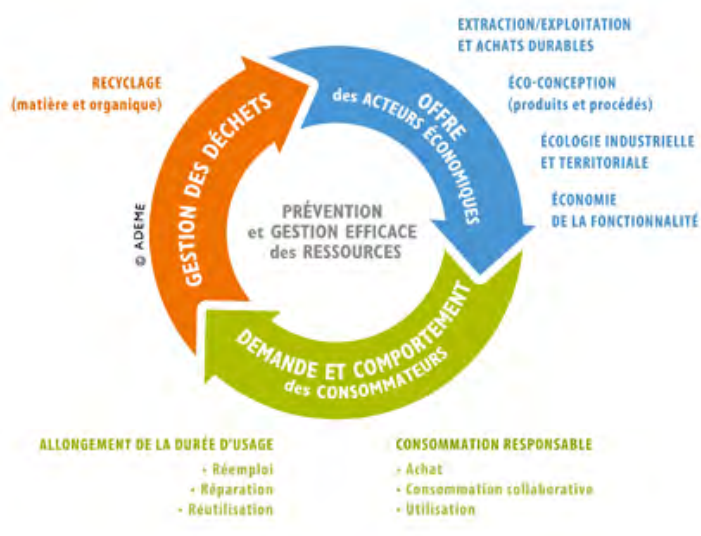 EXTRACTION/EXPLOITATION
ET ACHATS DURABLES
RECYCLAGE
(matière et organique)
ÉCO-CONCEPTION
(produits et procédés)
OFFRE
des ACTEURS ÉCONOMIQUES
ÉCOLOGIE INDUSTRIELLE
ET TERRITORIALE
ÉCONOMIE
DE LA FONCTIONNALITÉ
GESTION DES DÉCHETS
© ADEME
PRÉVENTION
et GESTION EFFICACE
des RESSOURCES
DEMANDE ET COMPORTEMENT
des CONSOMMATEURS
ALLONGEMENT DE LA DURÉE D'USAGE
• Réemploi
• Réparation
• Réutilisation
CONSOMMATION RESPONSABLE
• Achat
• Consommation collaborative
• Utilisation